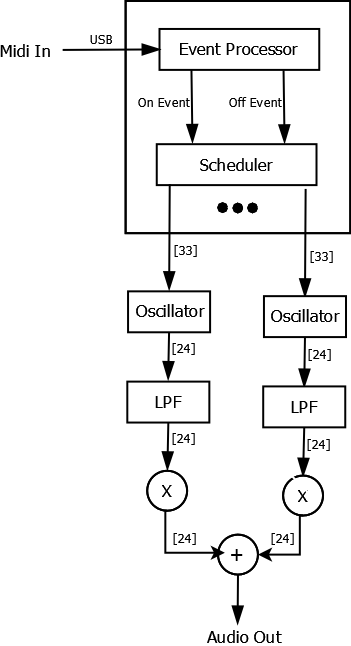 USB
Midi In
Event Processor
On Event
Off Event
Scheduler
[33]
[33]
Oscillator
Oscillator
[24]
[24]
LPF
LPF
[24]
[24]
X
X
[24]
[24]
+
Audio Out